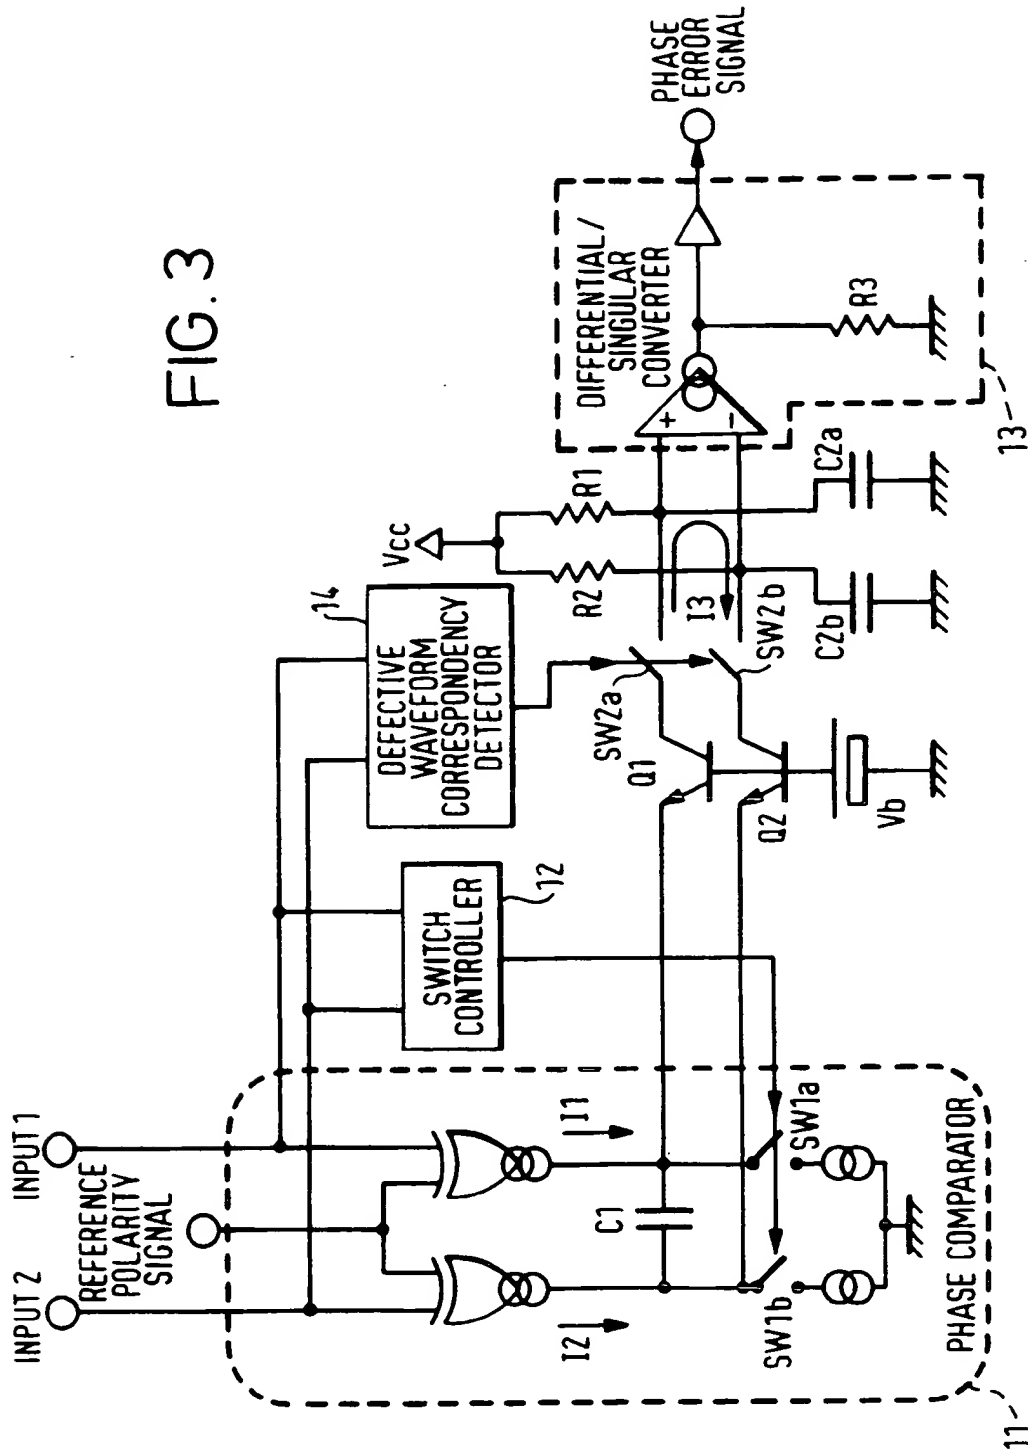 FIG. 3
INPUT 2
INPUT 1
REFERENCE
POLARITY
SIGNAL
I2
I1
C1
SW1b
SW1a
PHASE COMPARATOR
11
SWITCH
CONTROLLER
12
DEFECTIVE
WAVEFORM
CORRESPONDENCY
DETECTOR
14
Q1
Q2
Vb
SW2a
SW2b
Vcc
R2
R1
I3
C2b
C2a
DIFFERENTIAL/
SINGULAR
CONVERTER
+
−
R3
13
PHASE
ERROR
SIGNAL